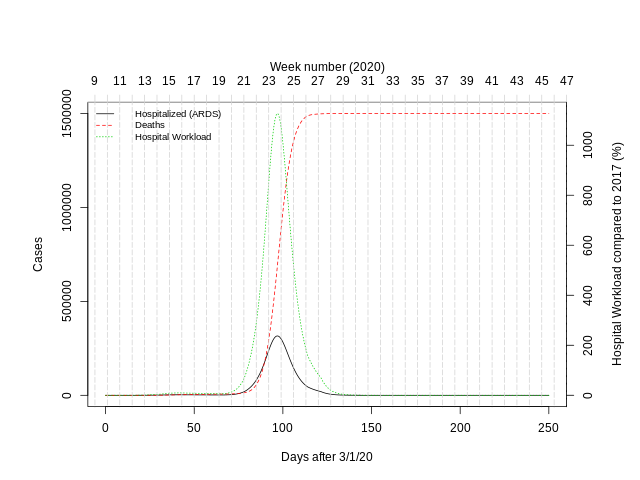 Week number (2020)
9 11 13 15 17 19 21 23 25 27 29 31 33 35 37 39 41 43 45 47
Hospitalized (ARDS)
Deaths
Hospital Workload
Cases
0 500000 1000000 1500000
Hospital Workload compared to 2017 (%)
0 200 400 600 800 1000
0 50 100 150 200 250
Days after 3/1/20